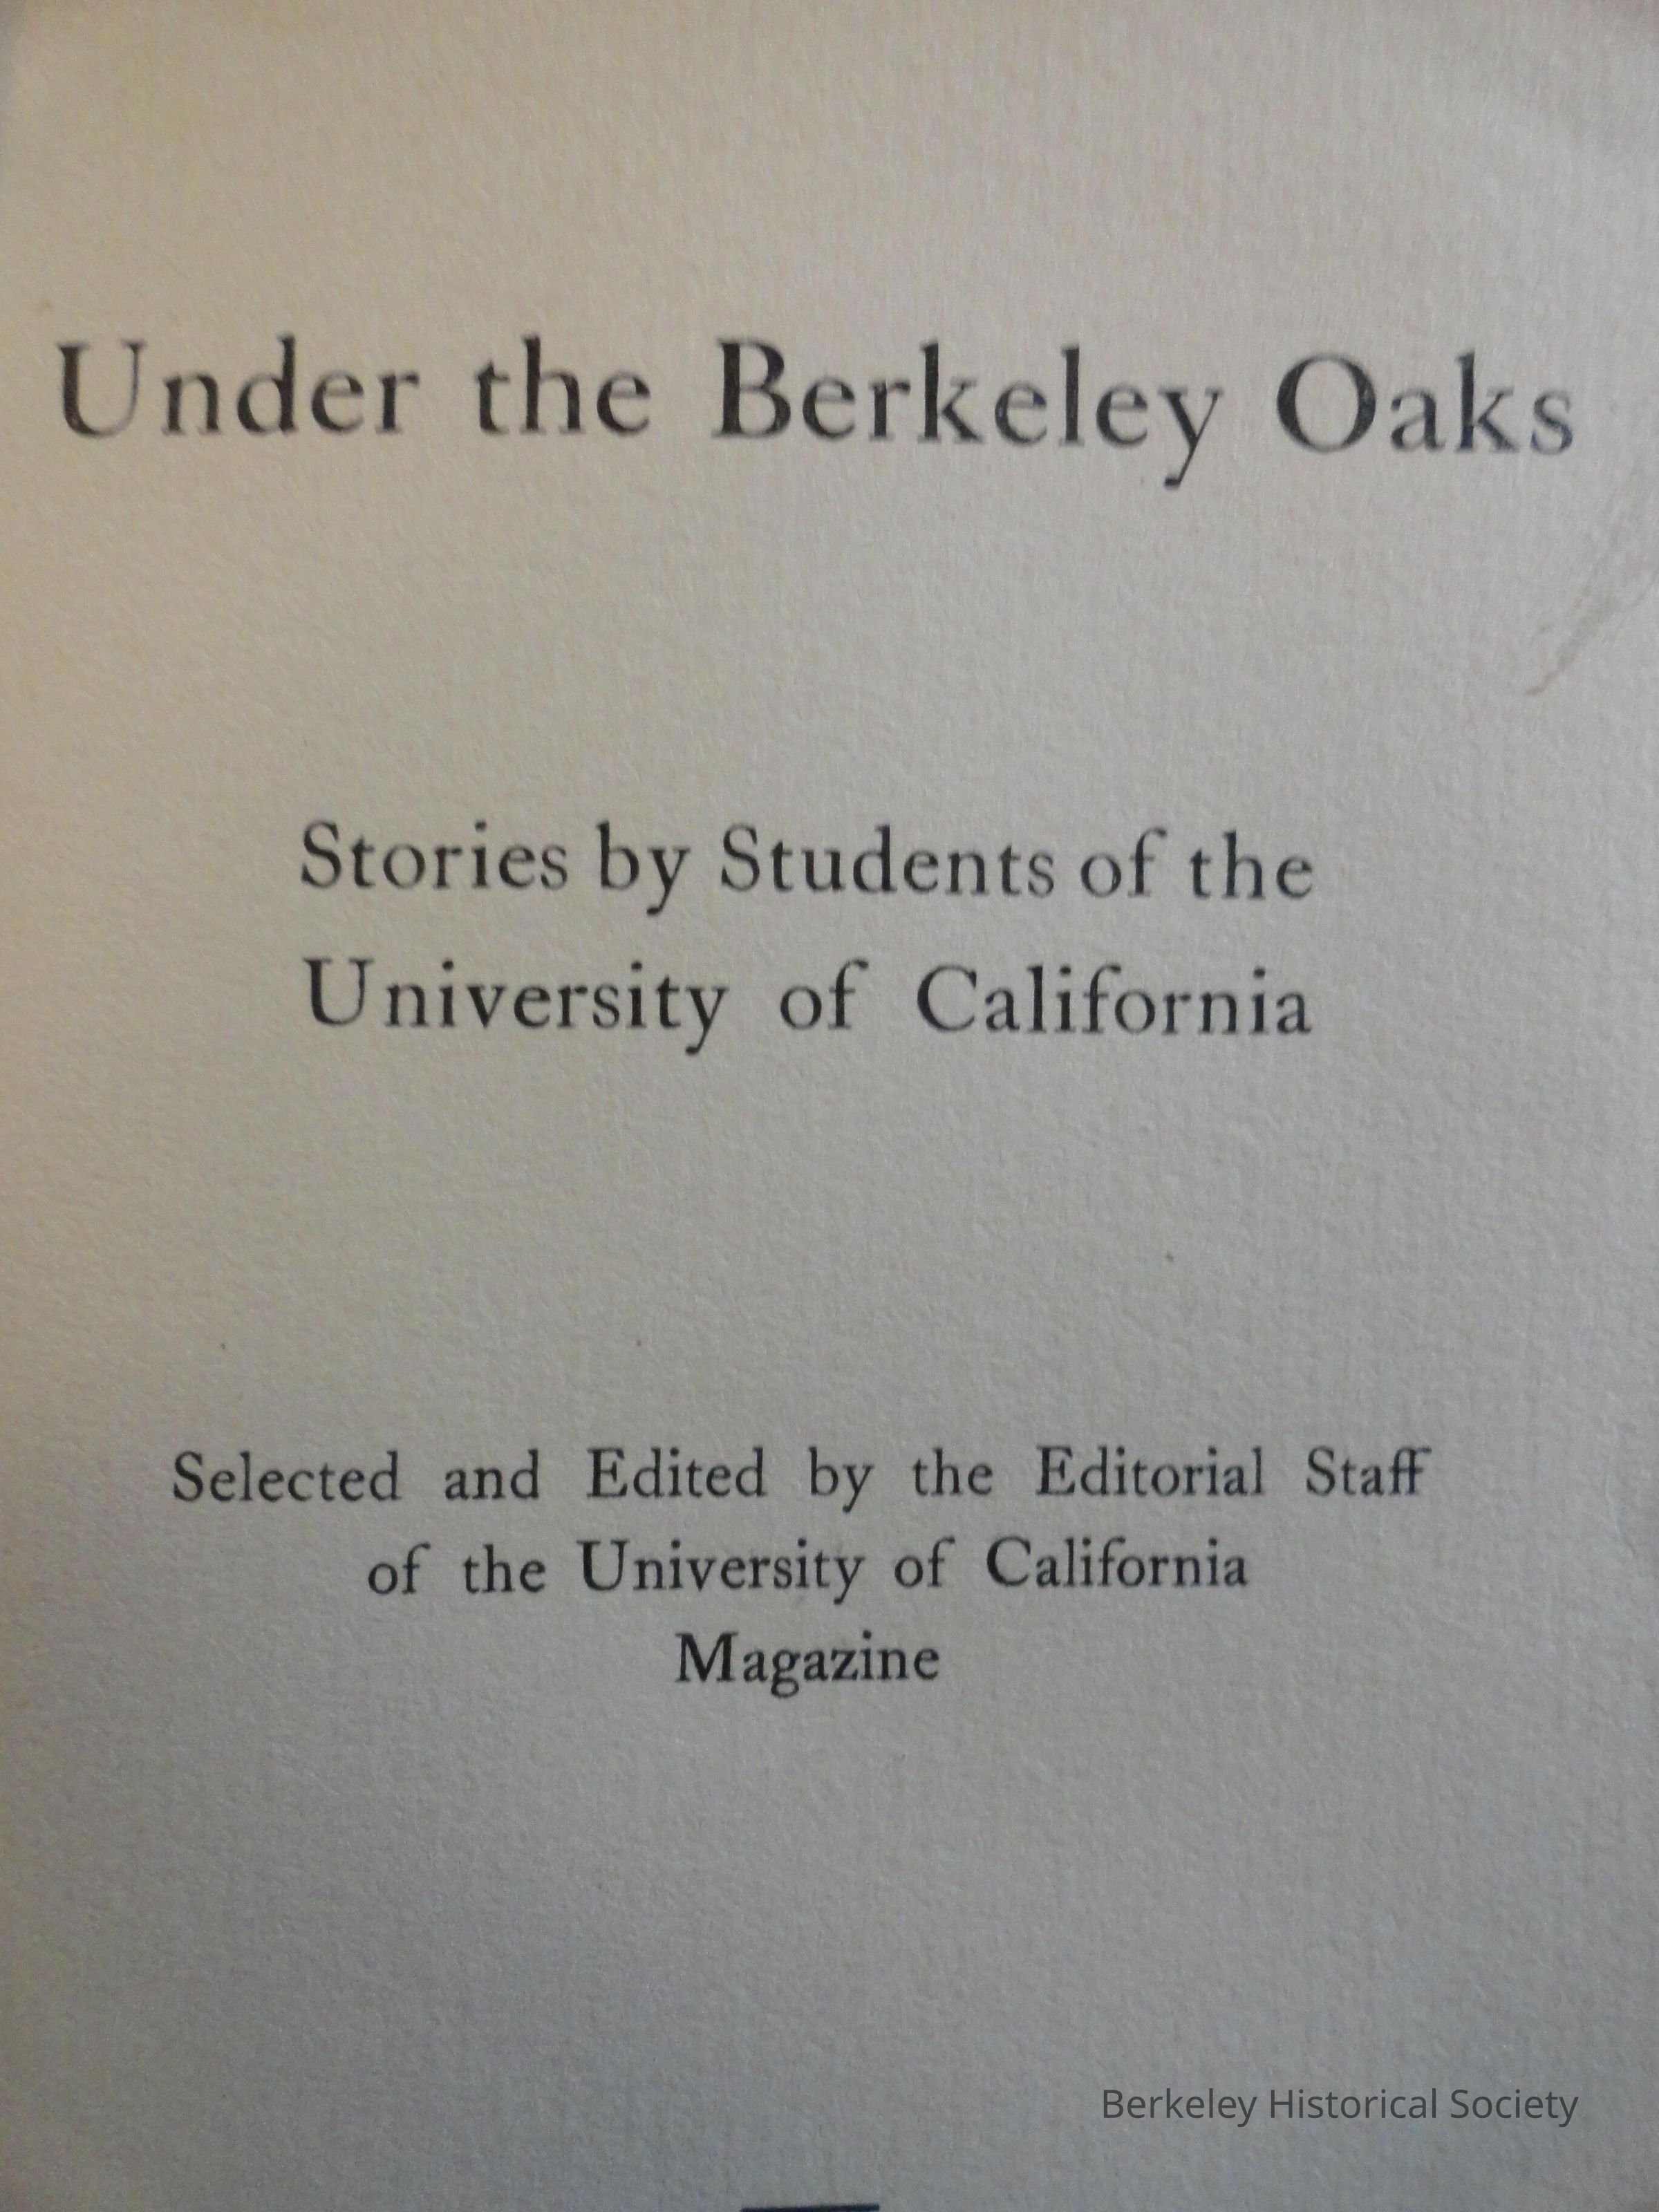 Under the Berkeley Oaks
Stories by Students of the
University of California
Selected and Edited by the Editorial Staff
of the University of California
Magazine
Berkeley Historical Society